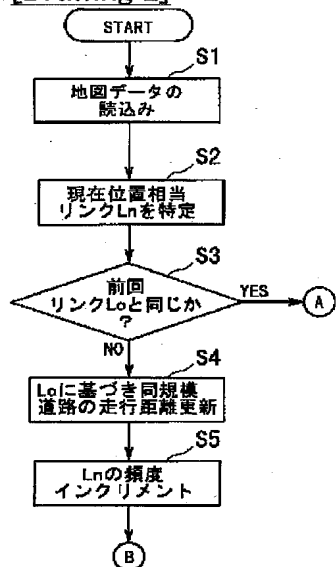 [Drawing 2]
START
S1
地図データの
読込み
S2
現在位置相当
リンクLnを特定
S3
前回
リンクLoと同じか
?
YES
A
NO
S4
Loに基づき同規模
道路の走行距離更新
S5
Lnの頻度
インクリメント
B